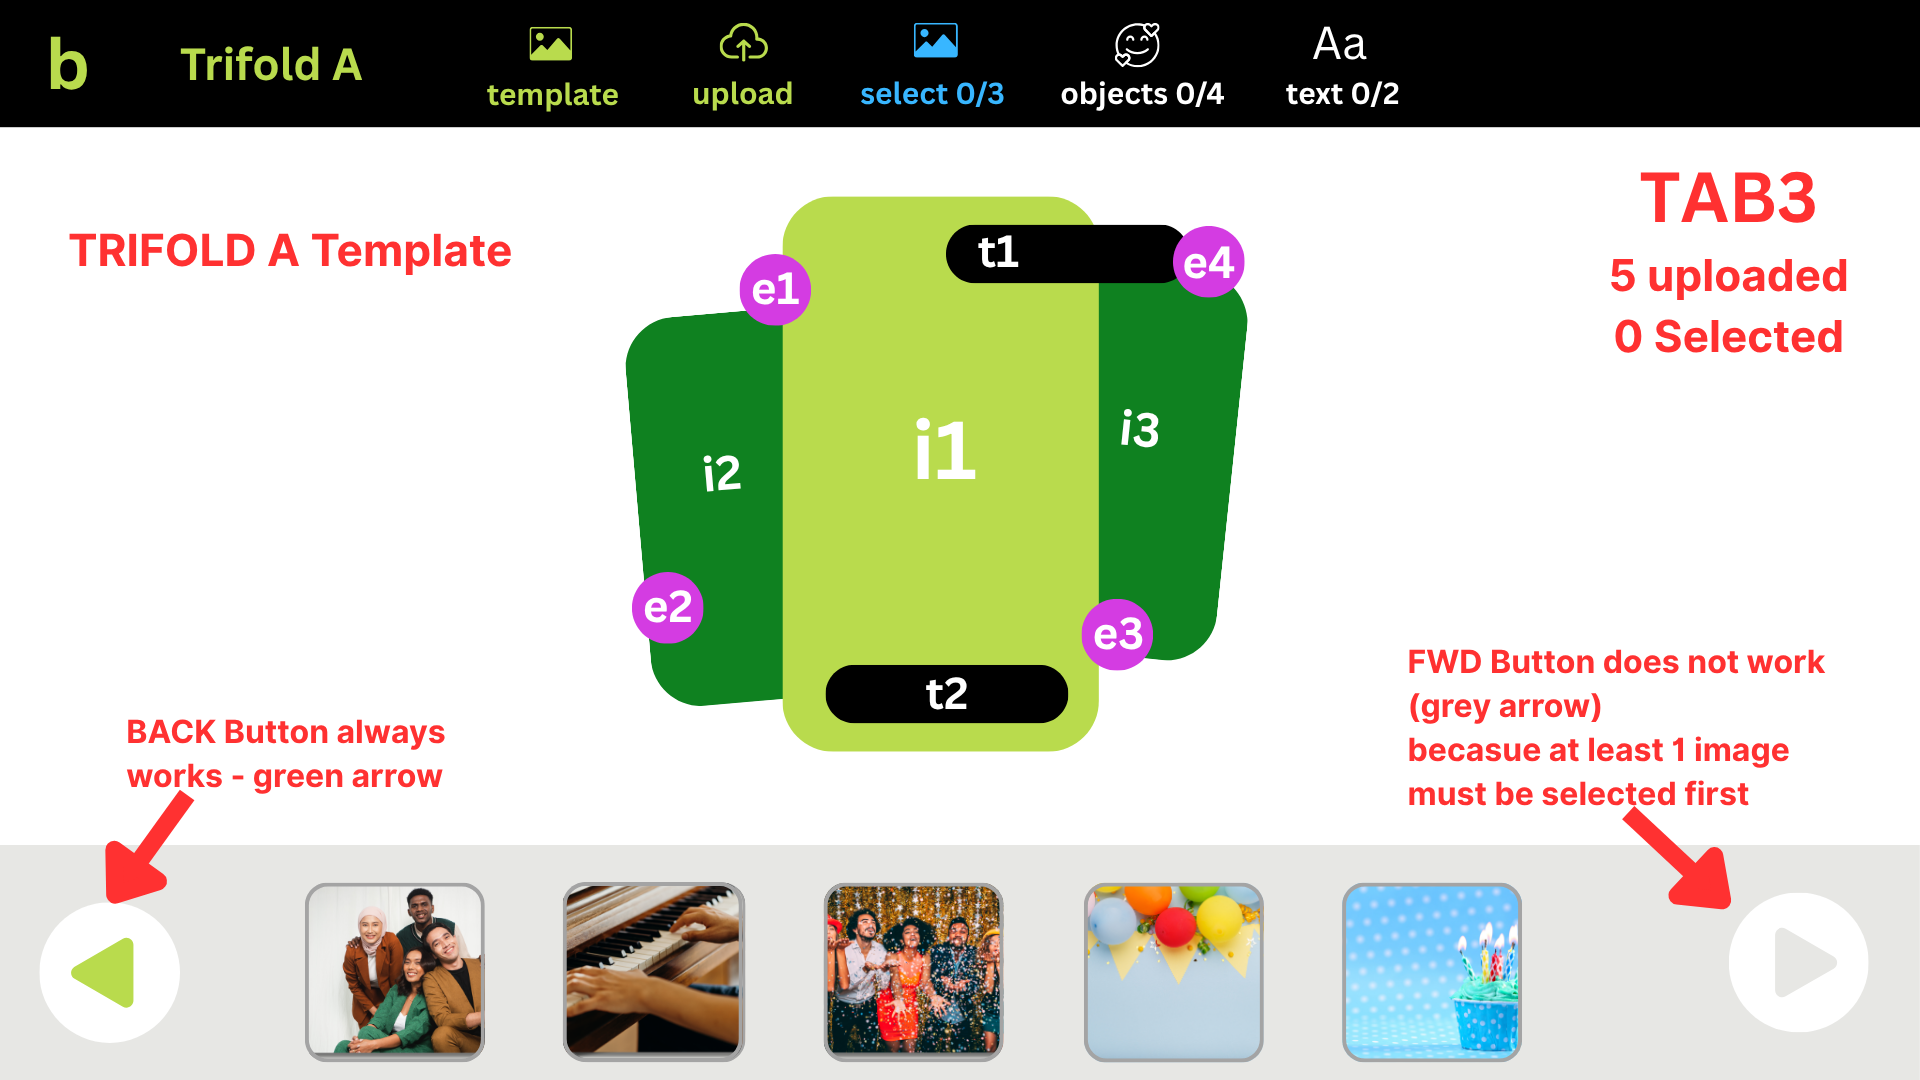 b
Trifold A
template
upload
select 0/3
objects 0/4
Aa
text 0/2
TRIFOLD A Template
TAB3
5 uploaded
0 Selected
t1
e4
e1
i1
i3
i2
e2
e3
t2
BACK Button always
works - green arrow
FWD Button does not work
(grey arrow)
becasue at least 1 image
must be selected first